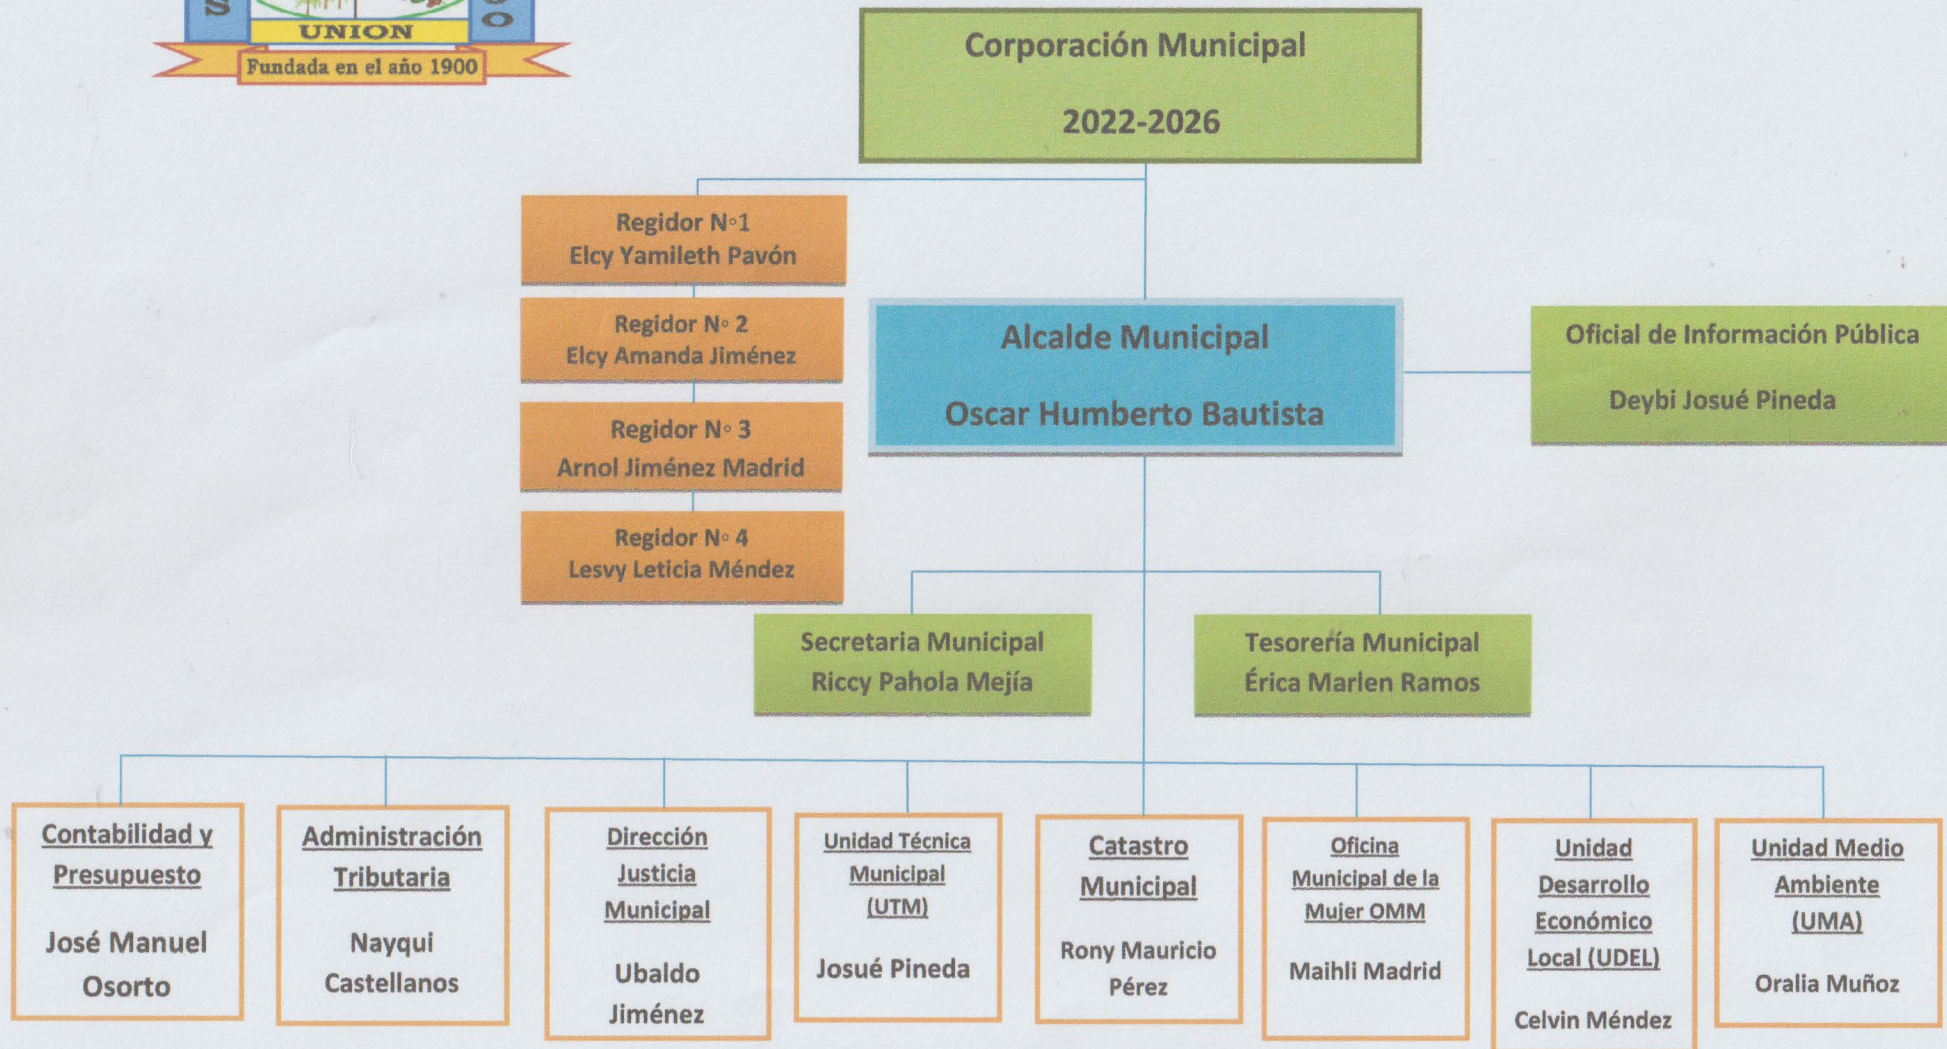 S
O
UNION
Fundada en el año 1900
Corporación Municipal
2022-2026
Regidor N◦1
Elcy Yamileth Pavón
Regidor N◦ 2
Elcy Amanda Jiménez
Regidor N◦ 3
Arnol Jiménez Madrid
Regidor N◦ 4
Lesvy Leticia Méndez
Alcalde Municipal
Oscar Humberto Bautista
Oficial de Información Pública
Deybi Josué Pineda
Secretaria Municipal
Riccy Pahola Mejía
Tesorería Municipal
Érica Marlen Ramos
Contabilidad y
Presupuesto
José Manuel
Osorto
Administración
Tributaria
Nayqui
Castellanos
Dirección
Justicia
Municipal
Ubaldo
Jiménez
Unidad Técnica
Municipal
(UTM)
Josué Pineda
Catastro
Municipal
Rony Mauricio
Pérez
Oficina
Municipal de la
Mujer OMM
Maihli Madrid
Unidad
Desarrollo
Económico
Local (UDEL)
Celvin Méndez
Unidad Medio
Ambiente
(UMA)
Oralia Muñoz